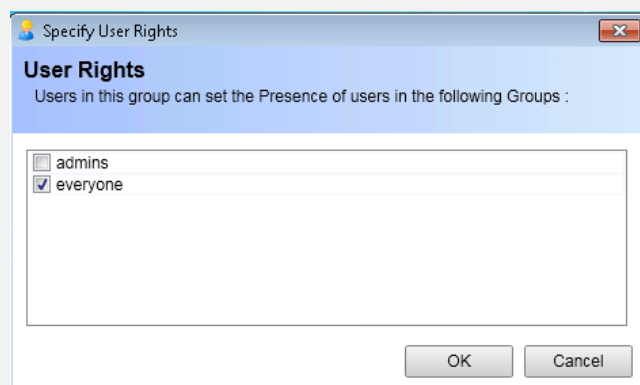 Specify User Rights
User Rights
Users in this group can set the Presence of users in the following Groups :
admins
everyone
OK
Cancel